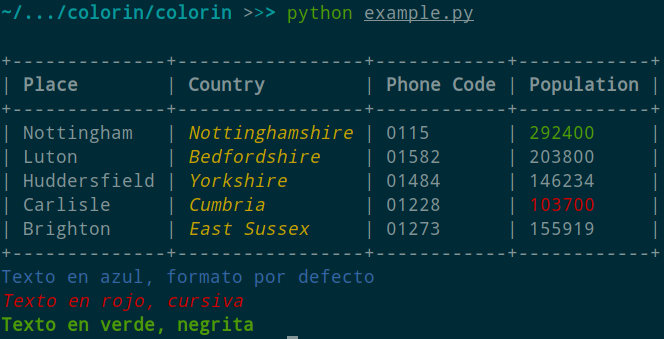 ~/.../colorin/colorin >>> python example.py
+--------------+-----------------+------------+------------+
| Place        | Country         | Phone Code | Population |
+--------------+-----------------+------------+------------+
| Nottingham   | Nottinghamshire | 0115       | 292400     |
| Luton        | Bedfordshire    | 01582      | 203800     |
| Huddersfield | Yorkshire       | 01484      | 146234     |
| Carlisle     | Cumbria         | 01228      | 103700     |
| Brighton     | East Sussex     | 01273      | 155919     |
+--------------+-----------------+------------+------------+
Texto en azul, formato por defecto
Texto en rojo, cursiva
Texto en verde, negrita